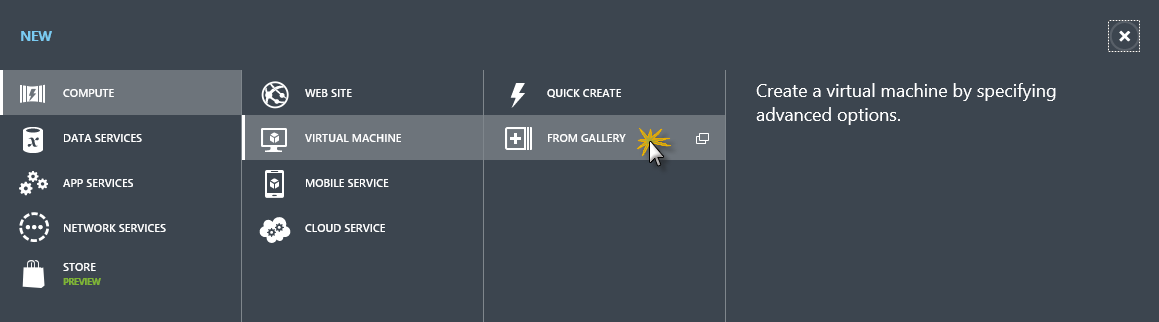 NEW
COMPUTE
DATA SERVICES
APP SERVICES
NETWORK SERVICES
STORE
PREVIEW
WEB SITE
VIRTUAL MACHINE
MOBILE SERVICE
CLOUD SERVICE
QUICK CREATE
FROM GALLERY
Create a virtual machine by specifying
advanced options.